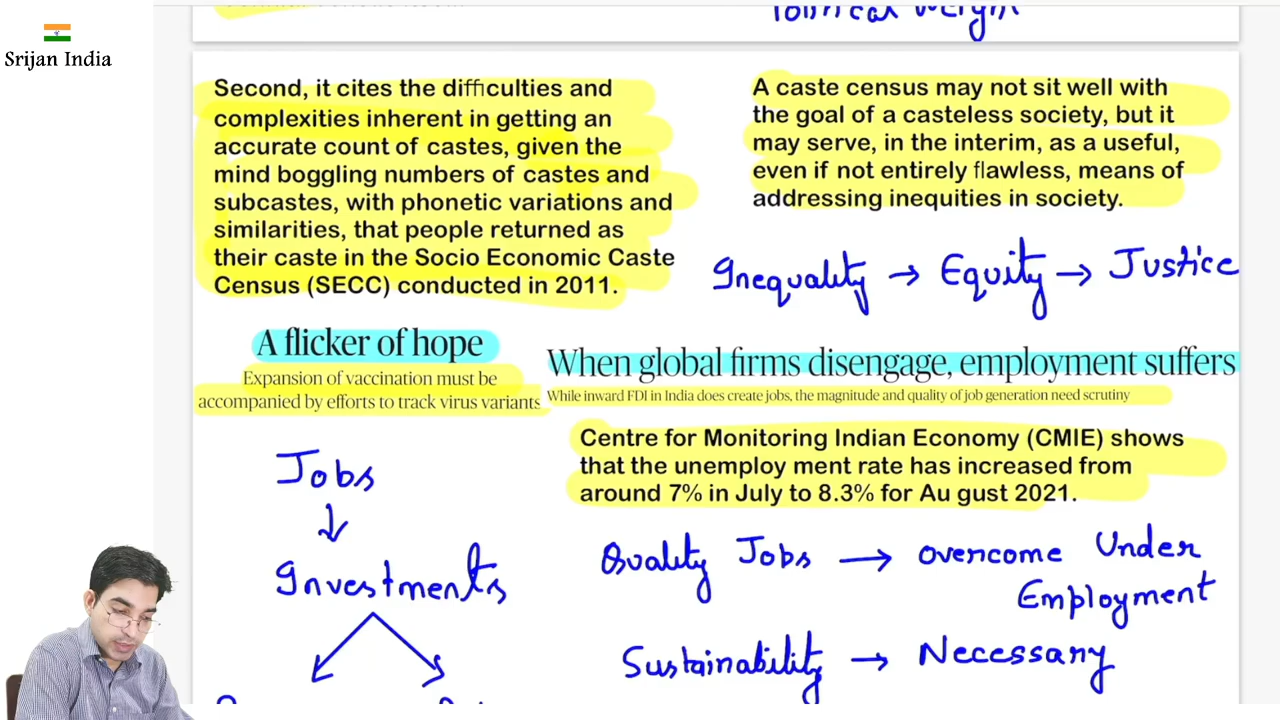 Srijan India
Political Weight
Second, it cites the difficulties and
complexities inherent in getting an
accurate count of castes, given the
mind boggling numbers of castes and
subcastes, with phonetic variations and
similarities, that people returned as
their caste in the Socio Economic Caste
Census (SECC) conducted in 2011.
A caste census may not sit well with
the goal of a casteless society, but it
may serve, in the interim, as a useful,
even if not entirely flawless, means of
addressing inequities in society.
Inequality → Equity → Justice
A flicker of hope
Expansion of vaccination must be
accompanied by efforts to track virus variants
When global firms disengage, employment suffers
While inward FDI in India does create jobs, the magnitude and quality of job generation need scrutiny
Centre for Monitoring Indian Economy (CMIE) shows
that the unemploy ment rate has increased from
around 7% in July to 8.3% for Au gust 2021.
Jobs
↓
Investments
Quality Jobs → overcome Under
Employment
Sustainability → Necessary